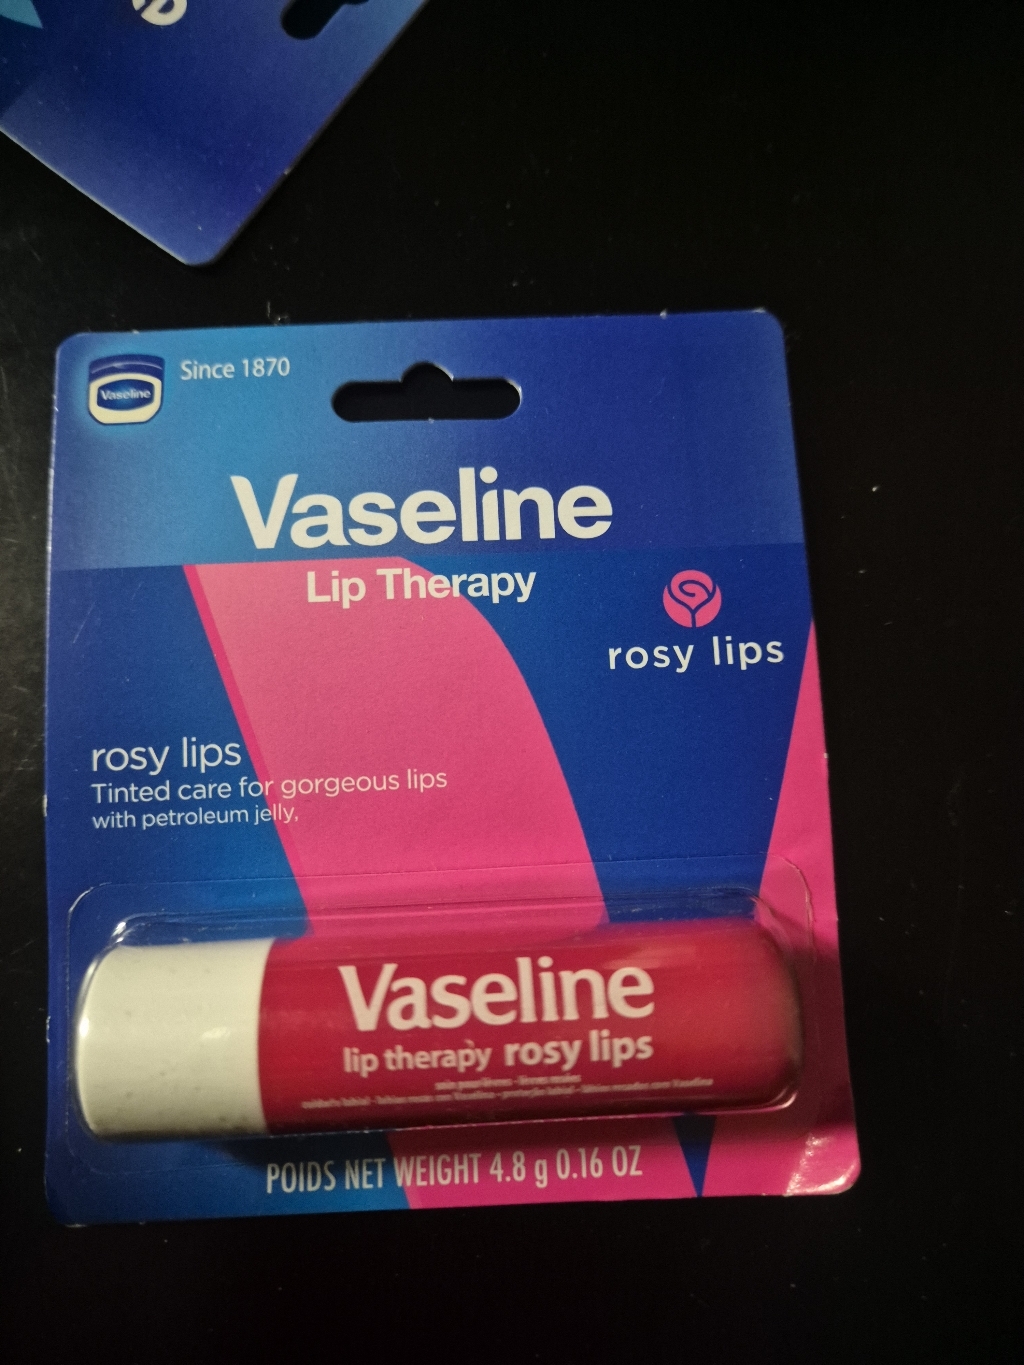 Since 1870
Vaseline
Vaseline
Lip Therapy
rosy lips
rosy lips
Tinted care for gorgeous lips
with petroleum jelly,
Vaseline
lip therapy rosy lips
POIDS NET WEIGHT 4.8 g 0.16 OZ